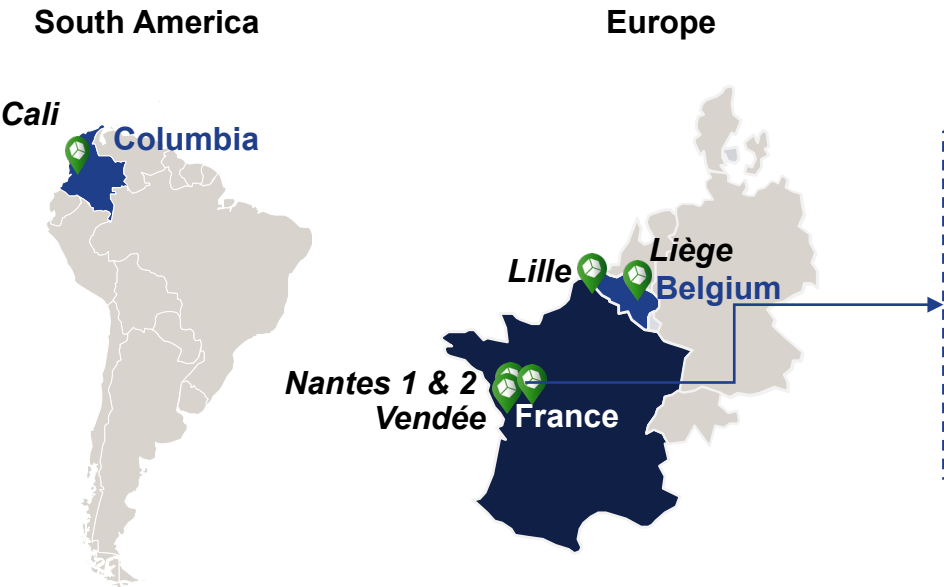 South America
Europe
Cali
Columbia
Liège
Lille
Belgium
Nantes 1 & 2
Vendée
France